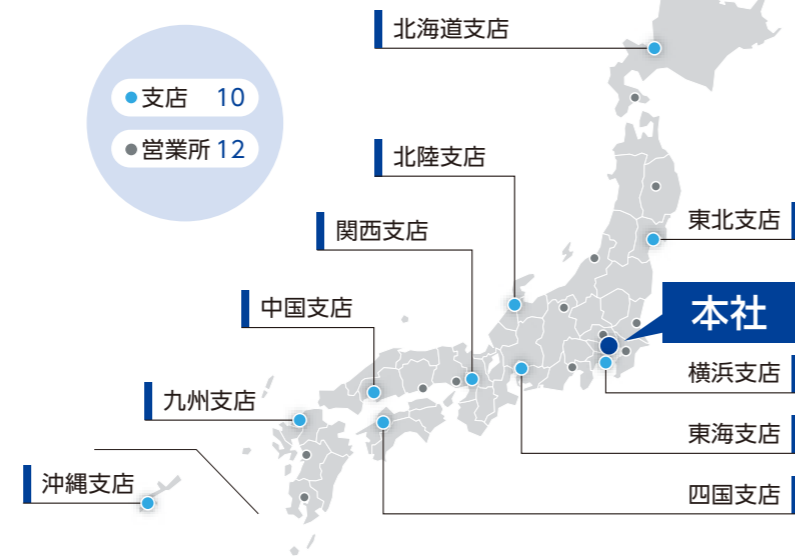 北海道支店
支店 10
営業所 12
北陸支店
東北支店
関西支店
中国支店
本社
横浜支店
九州支店
東海支店
沖縄支店
四国支店